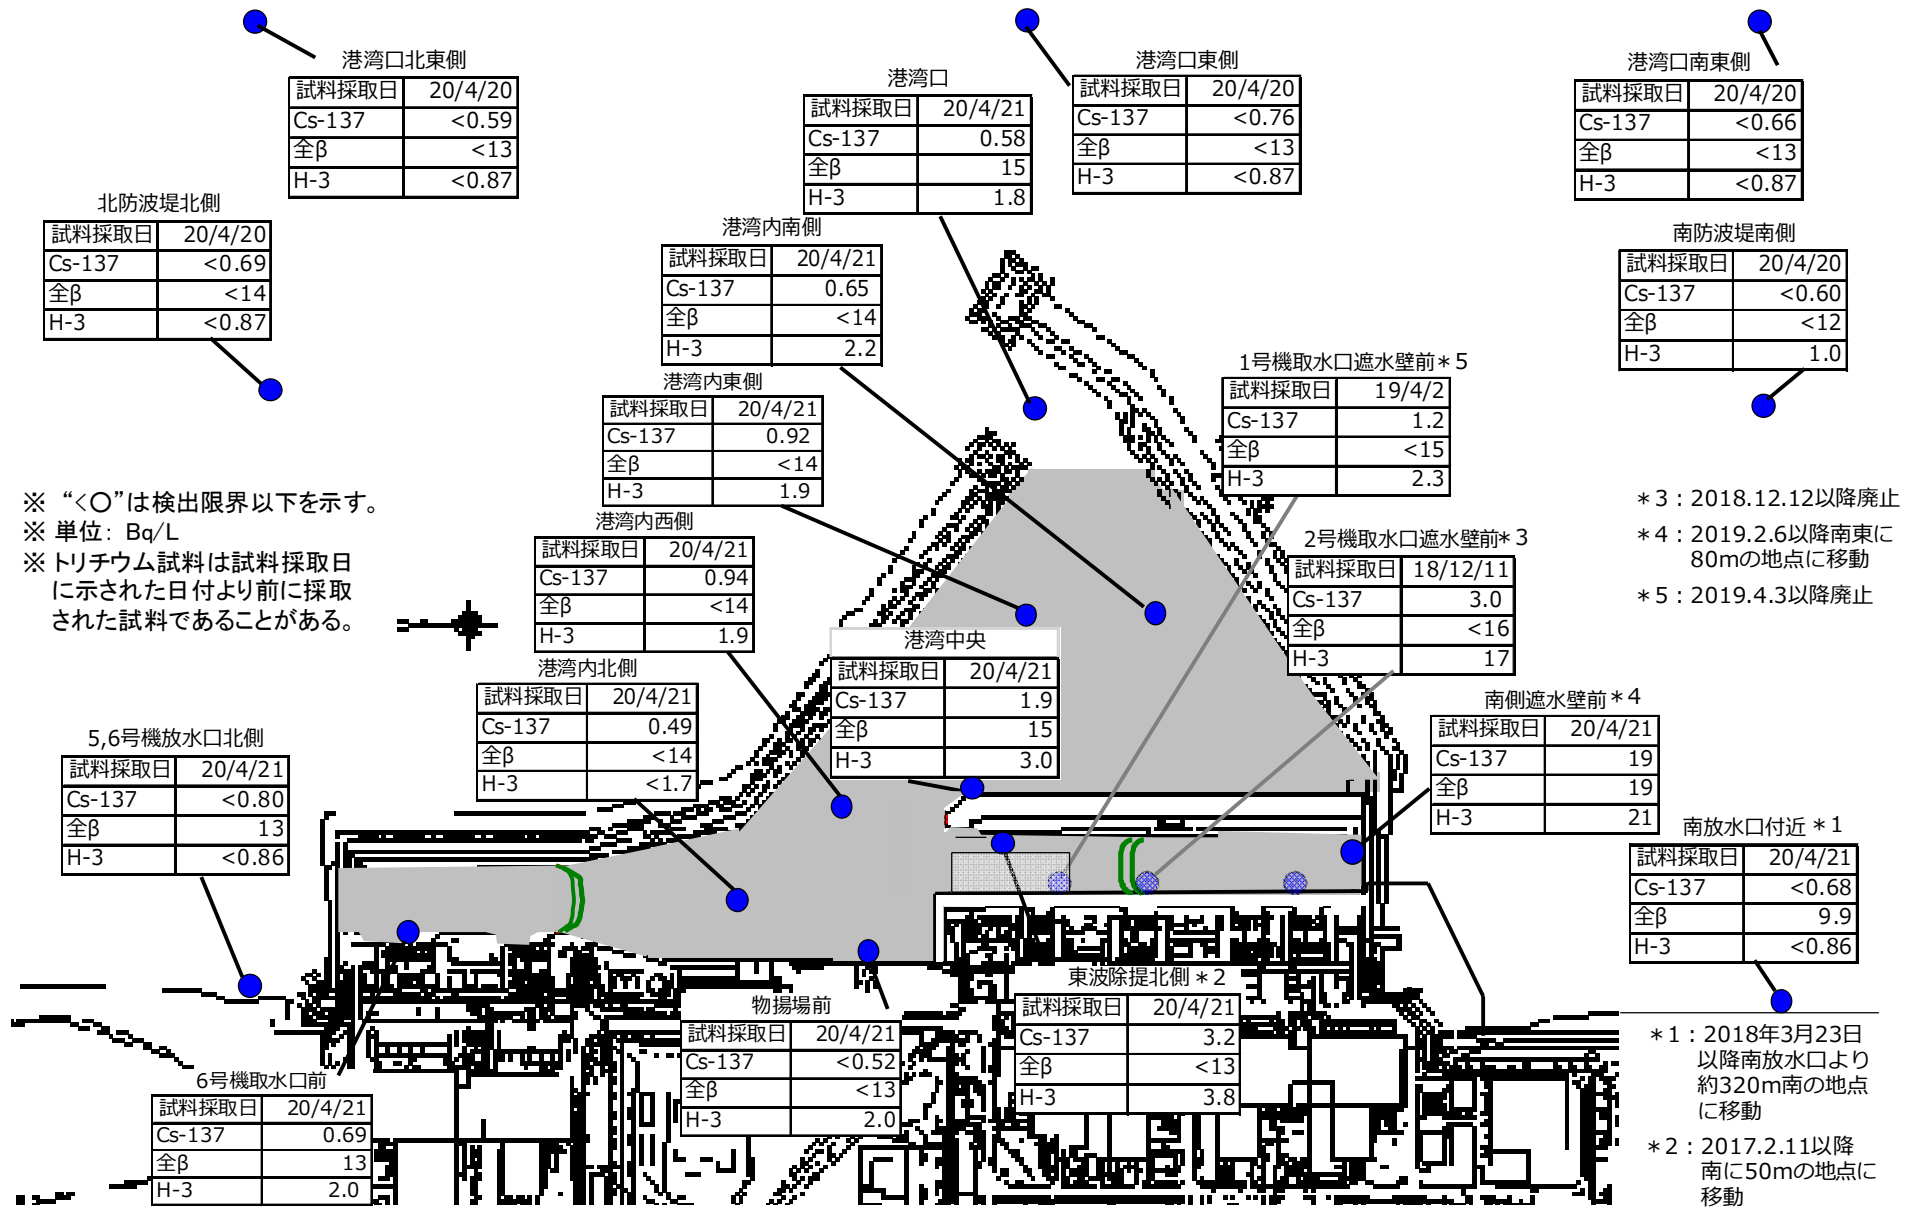 港湾口北東側
試料採取日 20/4/20
Cs-137 <0.59
全β <13
H-3 <0.87
港湾口
試料採取日 20/4/21
Cs-137 0.58
全β 15
H-3 1.8
港湾口東側
試料採取日 20/4/20
Cs-137 <0.76
全β <13
H-3 <0.87
港湾口南東側
試料採取日 20/4/20
Cs-137 <0.66
全β <13
H-3 <0.87
北防波堤北側
試料採取日 20/4/20
Cs-137 <0.69
全β <14
H-3 <0.87
港湾内南側
試料採取日 20/4/21
Cs-137 0.65
全β <14
H-3 2.2
南防波堤南側
試料採取日 20/4/20
Cs-137 <0.60
全β <12
H-3 1.0
港湾内東側
試料採取日 20/4/21
Cs-137 0.92
全β <14
H-3 1.9
1号機取水口遮水壁前＊5
試料採取日 19/4/2
Cs-137 1.2
全β <15
H-3 2.3
※ “<○”は検出限界以下を示す。
※ 単位: Bq/L
※ トリチウム試料は試料採取日
に示された日付より前に採取
された試料であることがある。
港湾内西側
試料採取日 20/4/21
Cs-137 0.94
全β <14
H-3 1.9
2号機取水口遮水壁前＊3
試料採取日 18/12/11
Cs-137 3.0
全β <16
H-3 17
＊3：2018.12.12以降廃止
＊4：2019.2.6以降南東に
80mの地点に移動
＊5：2019.4.3以降廃止
港湾中央
試料採取日 20/4/21
Cs-137 1.9
全β 15
H-3 3.0
港湾内北側
試料採取日 20/4/21
Cs-137 0.49
全β <14
H-3 <1.7
南側遮水壁前＊4
試料採取日 20/4/21
Cs-137 19
全β 19
H-3 21
5,6号機放水口北側
試料採取日 20/4/21
Cs-137 <0.80
全β 13
H-3 <0.86
南放水口付近＊1
試料採取日 20/4/21
Cs-137 <0.68
全β 9.9
H-3 <0.86
東波除堤北側＊2
試料採取日 20/4/21
Cs-137 3.2
全β <13
H-3 3.8
物揚場前
試料採取日 20/4/21
Cs-137 <0.52
全β <13
H-3 2.0
6号機取水口前
試料採取日 20/4/21
Cs-137 0.69
全β 13
H-3 2.0
＊1：2018年3月23日
以降南放水口より
約320m南の地点
に移動
＊2：2017.2.11以降
南に50mの地点に
移動